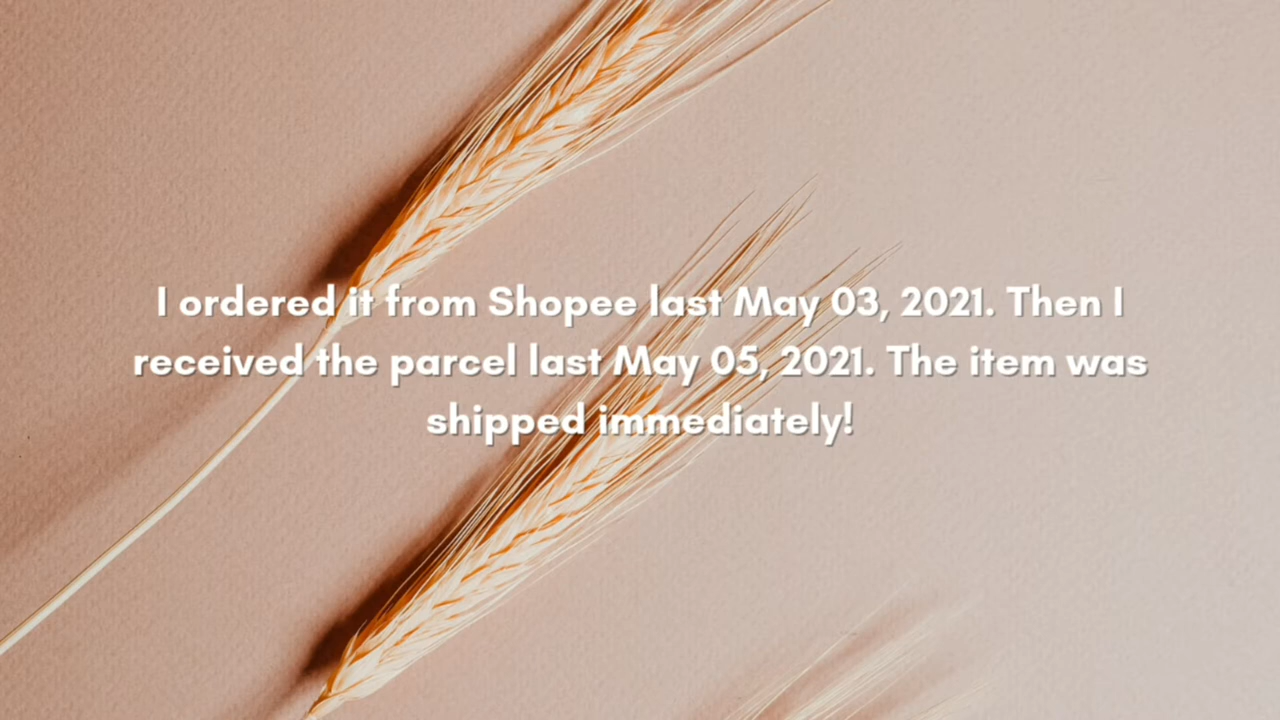 I ordered it from Shopee last May 03, 2021. Then I
received the parcel last May 05, 2021. The item was
shipped immediately!